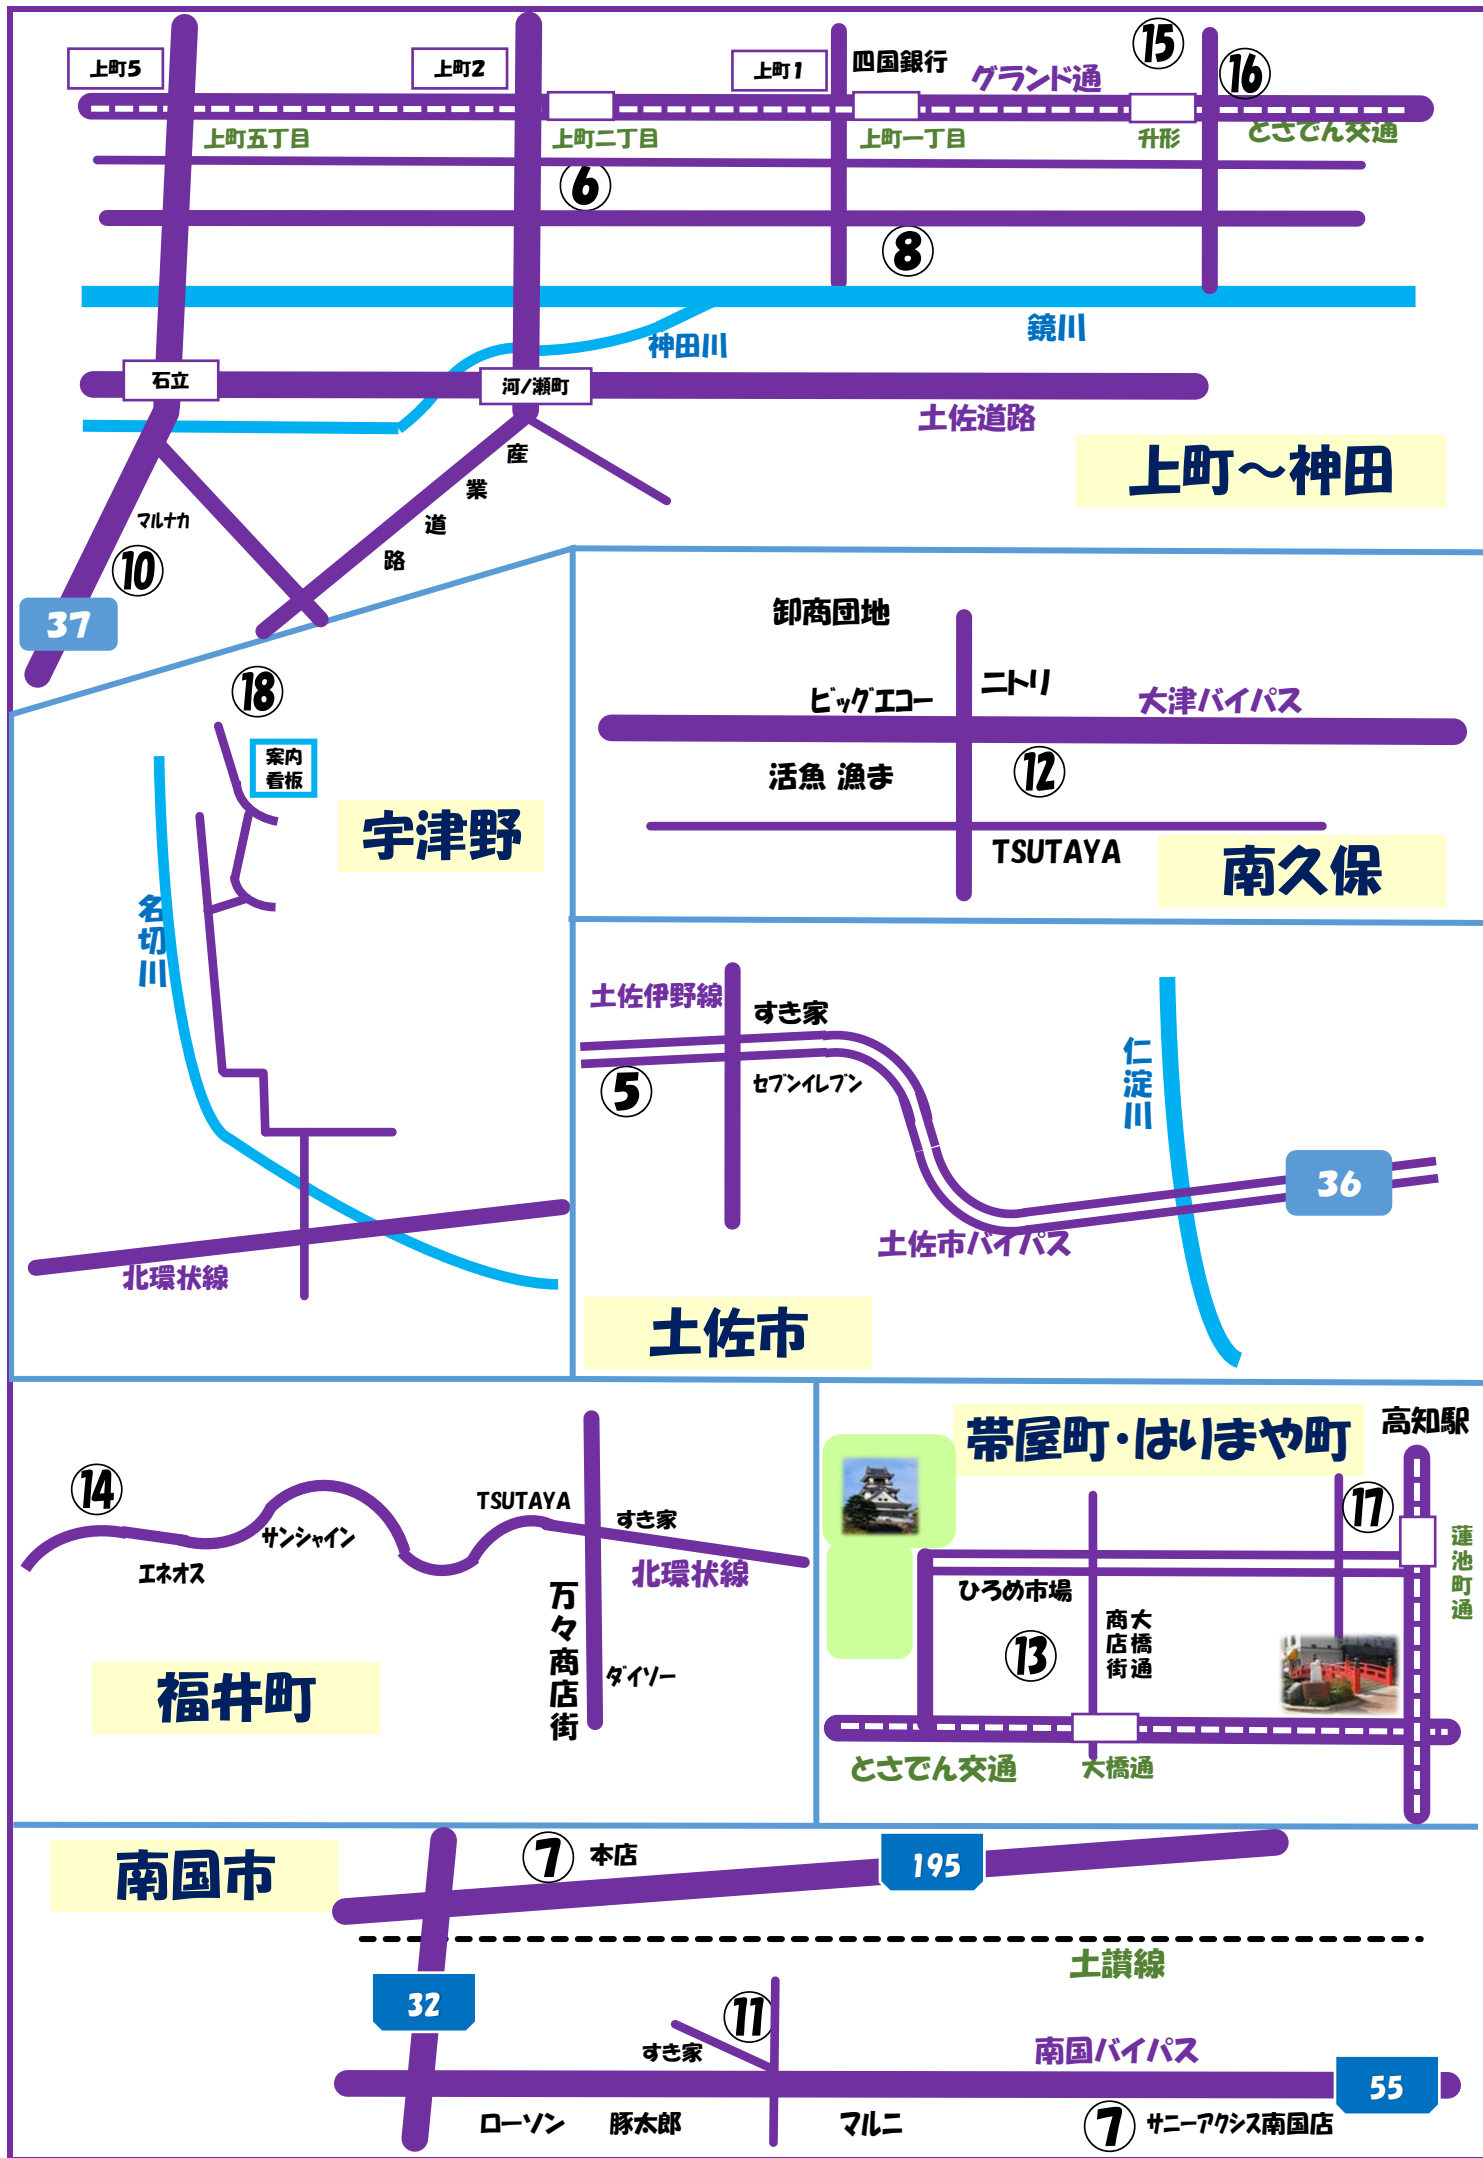 上町5
上町2
上町1
四国銀行
グランド通
⑮
⑯
上町五丁目
上町二丁目
上町一丁目
升形
とさでん交通
⑥
⑧
鏡川
神田川
石立
河ノ瀬町
土佐道路
上町～神田
産業道路
マルナカ
⑩
37
⑱
案内
看板
宇津野
名切川
北環状線
卸商団地
ニトリ
ビッグエコー
大津バイパス
活魚 漁ま
⑫
TSUTAYA
南久保
土佐伊野線
すき家
⑤
セブンイレブン
仁淀川
36
土佐市バイパス
土佐市
⑭
エネオス
サンシャイン
TSUTAYA
すき家
北環状線
万々商店街
ダイソー
福井町
帯屋町・はりまや町
高知駅
⑰
蓮池町通
ひろめ市場
⑬
大橋通
商店街
とさでん交通
大橋通
南国市
⑦ 本店
195
土讃線
32
⑪
すき家
南国バイパス
55
ローソン
豚太郎
マルニ
⑦ サニーアクシス南国店